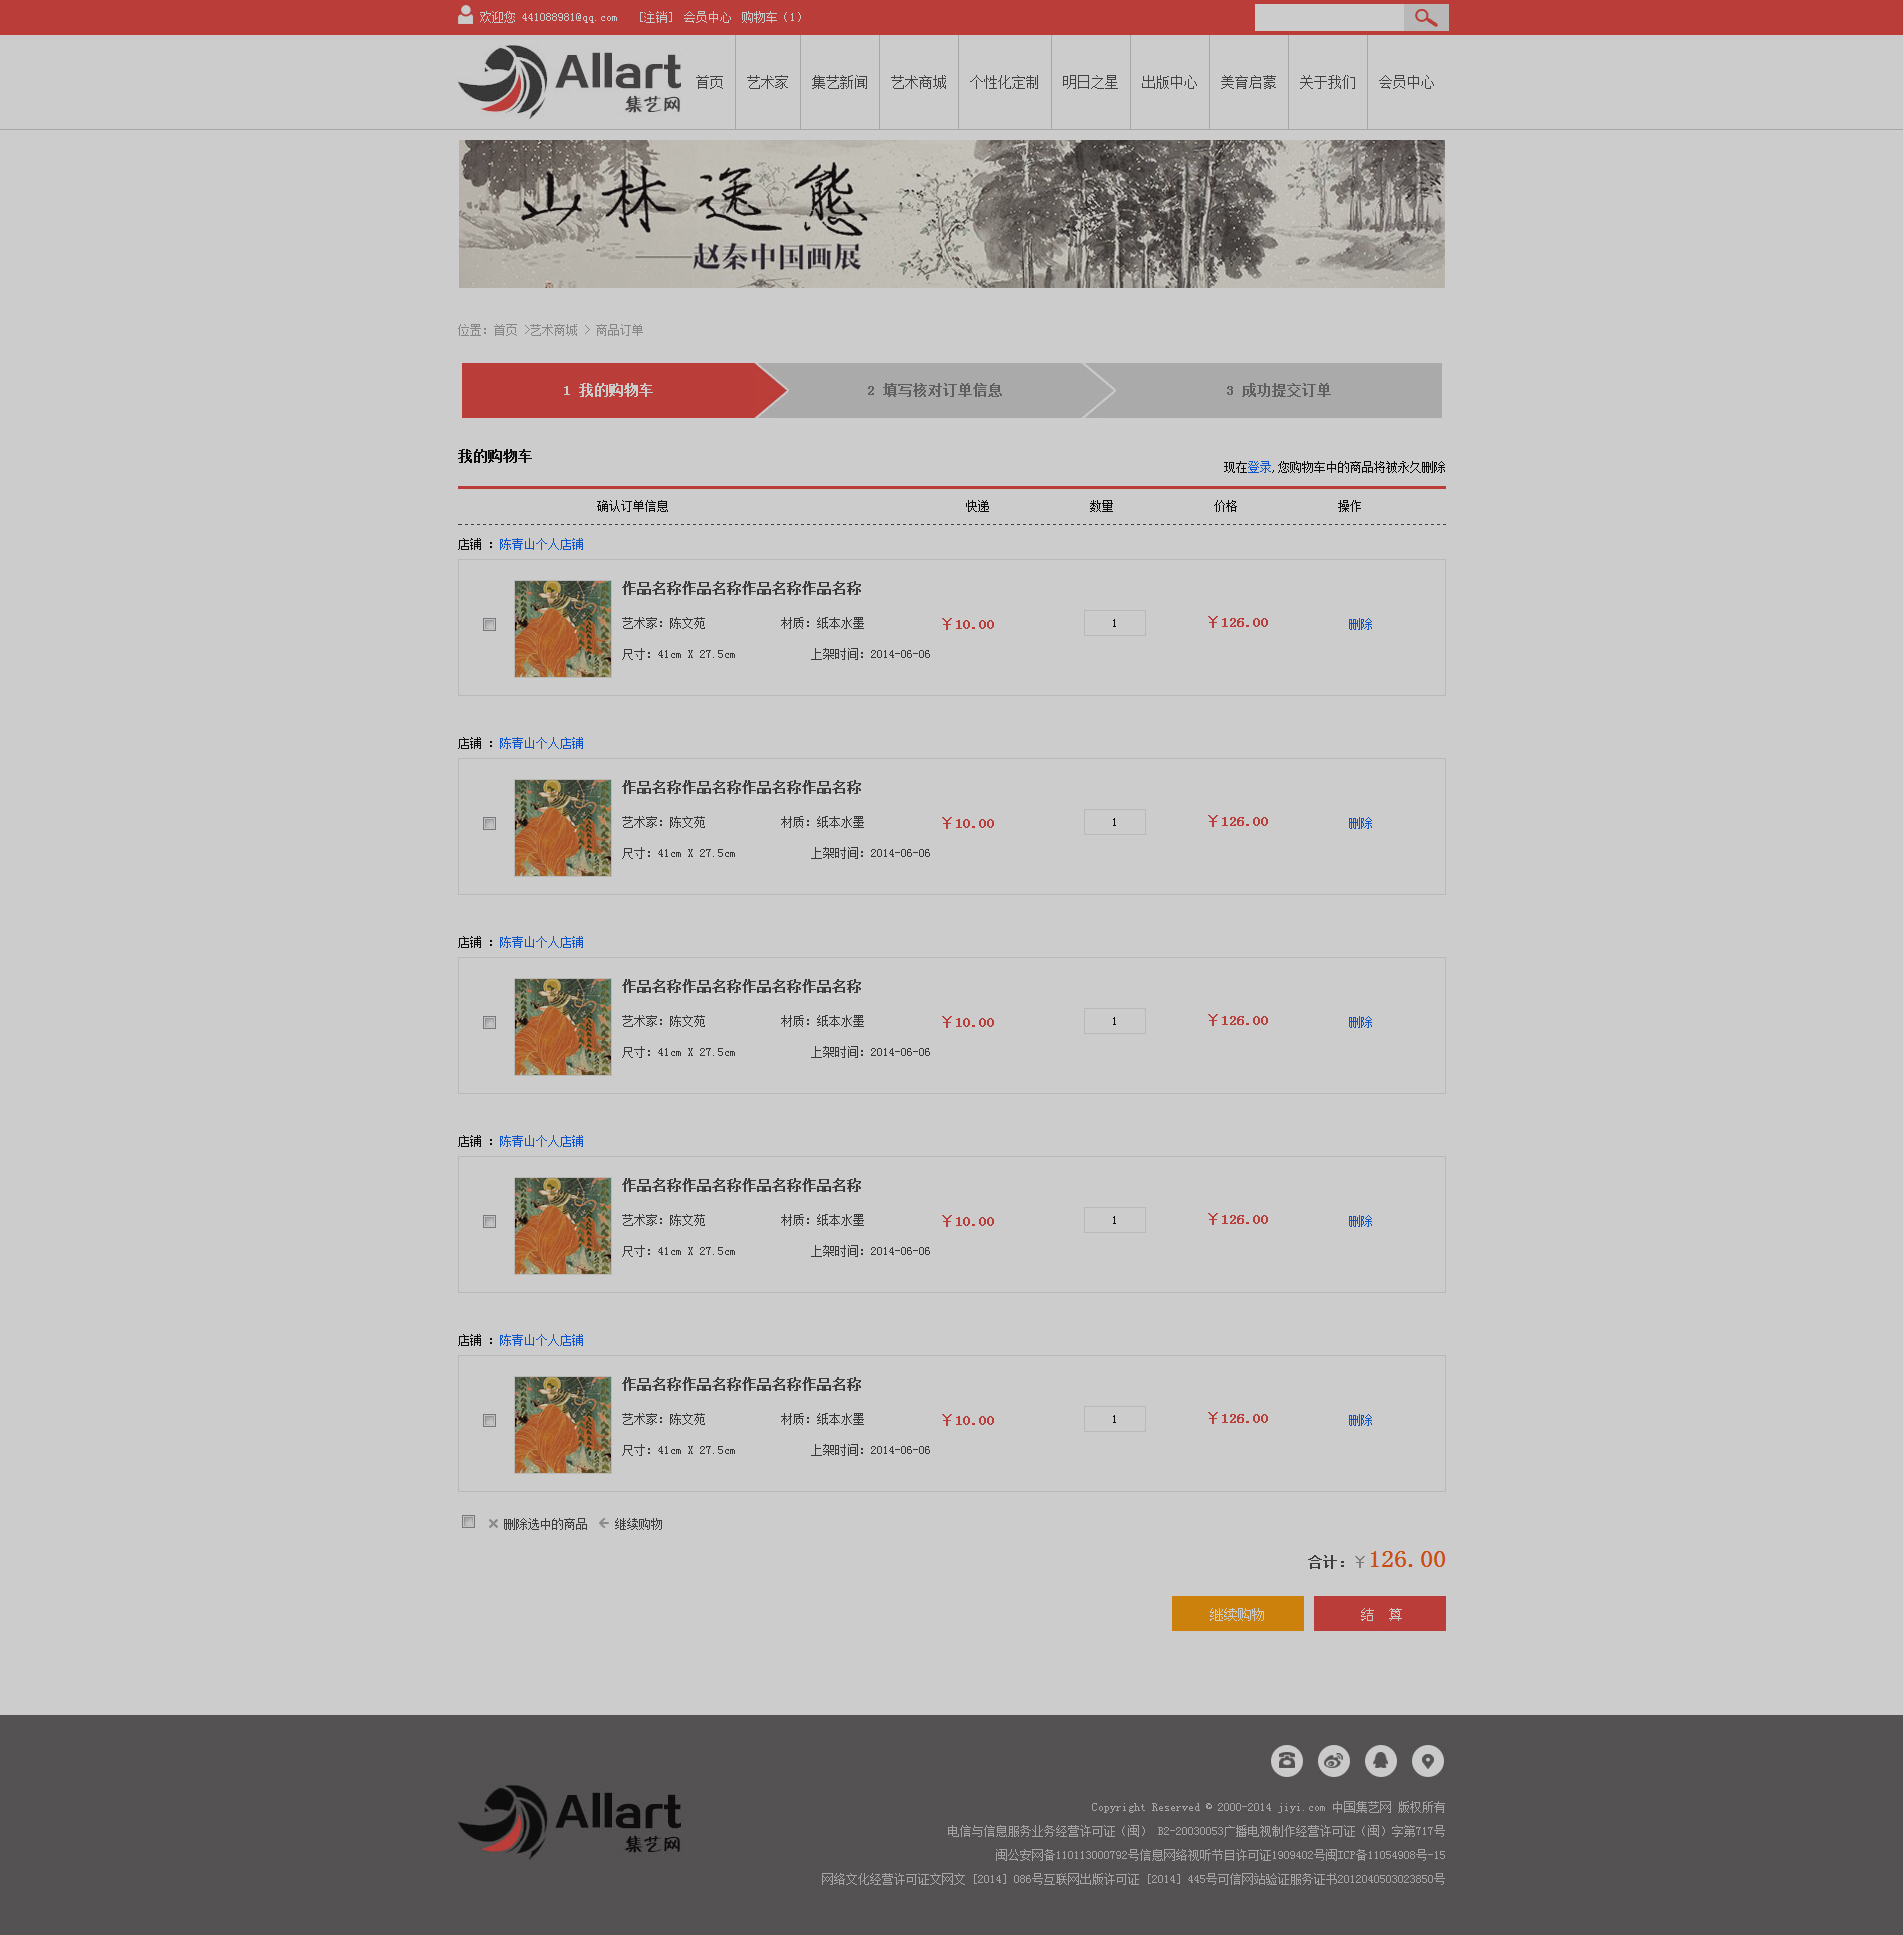 欢迎您 441088981@qq.com [注销] 会员中心 购物车（1）
Allart
集艺网
首页 艺术家 集艺新闻 艺术商城 个性化定制 明日之星 出版中心 美育启蒙 关于我们 会员中心
山林逸熊
——赵秦中国画展
位置：首页 >艺术商城 > 商品订单
1 我的购物车 2 填写核对订单信息 3 成功提交订单
我的购物车
现在登录,您购物车中的商品将被永久删除
确认订单信息 快递 数量 价格 操作
店铺 ：陈青山个人店铺
作品名称作品名称作品名称作品名称
艺术家：陈文苑 材质：纸本水墨 ￥10.00 1 ￥126.00 删除
尺寸：41cm X 27.5cm 上架时间：2014-06-06
店铺 ：陈青山个人店铺
作品名称作品名称作品名称作品名称
艺术家：陈文苑 材质：纸本水墨 ￥10.00 1 ￥126.00 删除
尺寸：41cm X 27.5cm 上架时间：2014-06-06
店铺 ：陈青山个人店铺
作品名称作品名称作品名称作品名称
艺术家：陈文苑 材质：纸本水墨 ￥10.00 1 ￥126.00 删除
尺寸：41cm X 27.5cm 上架时间：2014-06-06
店铺 ：陈青山个人店铺
作品名称作品名称作品名称作品名称
艺术家：陈文苑 材质：纸本水墨 ￥10.00 1 ￥126.00 删除
尺寸：41cm X 27.5cm 上架时间：2014-06-06
店铺 ：陈青山个人店铺
作品名称作品名称作品名称作品名称
艺术家：陈文苑 材质：纸本水墨 ￥10.00 1 ￥126.00 删除
尺寸：41cm X 27.5cm 上架时间：2014-06-06
删除选中的商品 继续购物
合计：￥126.00
继续购物 结 算
Allart
集艺网
Copyright Reserved © 2000-2014 jiyi.com 中国集艺网 版权所有
电信与信息服务业务经营许可证（闽） B2-20030053广播电视制作经营许可证（闽）字第717号
闽公安网备110113000792号信息网络视听节目许可证1909402号闽ICP备11054908号-15
网络文化经营许可证文网文［2014］086号互联网出版许可证［2014］445号可信网站验证服务证书2012040503023850号